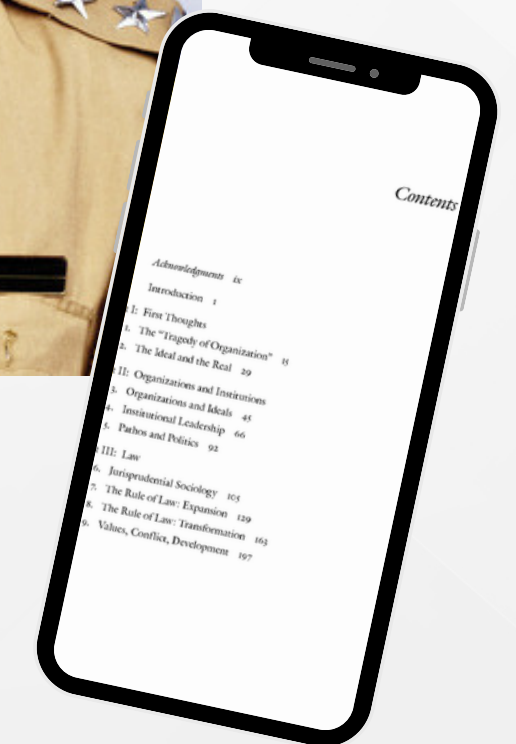 Contents
Acknowledgments ix
Introduction 1
: I: First Thoughts
1. The “Tragedy of Organization” 15
2. The Ideal and the Real 29
: II: Organizations and Institutions
3. Organizations and Ideals 45
4. Institutional Leadership 66
5. Pathos and Politics 92
: III: Law
6. Jurisprudential Sociology 105
7. The Rule of Law: Expansion 129
8. The Rule of Law: Transformation 163
9. Values, Conflict, Development 197